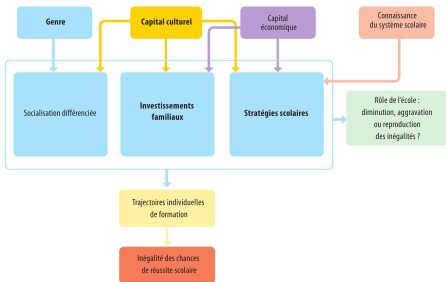 Genre
Capital culturel
Capital
économique
Connaissance
du système scolaire
Socialisation différenciée
Investissements
familiaux
Stratégies scolaires
Rôle de l'école :
diminution, aggravation
ou reproduction
des inégalités ?
Trajectoires individuelles
de formation
Inégalité des chances
de réussite scolaire